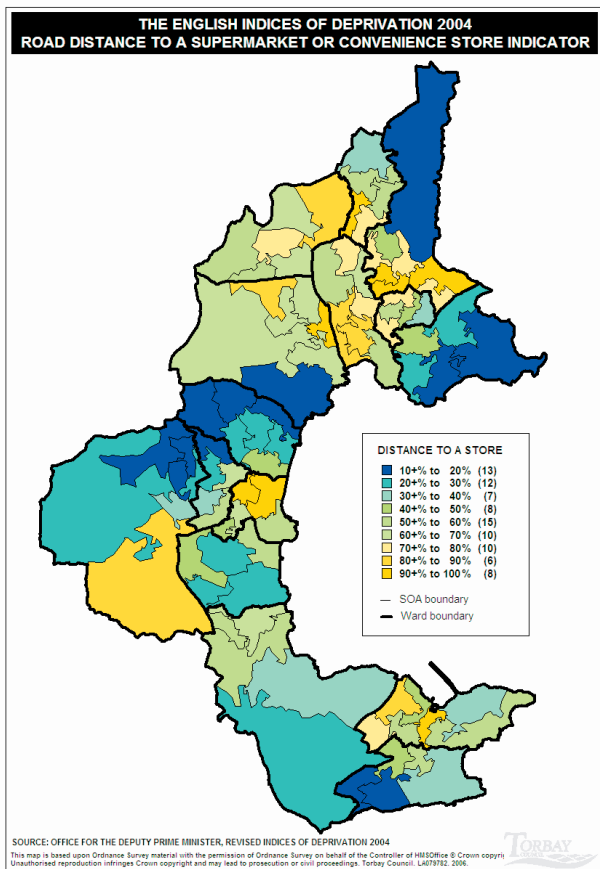 THE ENGLISH INDICES OF DEPRIVATION 2004
ROAD DISTANCE TO A SUPERMARKET OR CONVENIENCE STORE INDICATOR
DISTANCE TO A STORE
10+% to 20% (13)
20+% to 30% (12)
30+% to 40% (7)
40+% to 50% (8)
50+% to 60% (15)
60+% to 70% (10)
70+% to 80% (10)
80+% to 90% (6)
90+% to 100% (8)
SOA boundary
Ward boundary
SOURCE: OFFICE FOR THE DEPUTY PRIME MINISTER, REVISED INDICES OF DEPRIVATION 2004
This map is based upon Ordnance Survey material with the permission of Ordnance Survey on behalf of the Controller of HMSOffice © Crown copyri
Unauthorised reproduction infringes Crown copyright and may lead to prosecution or civil proceedings. Torbay Council. LA079782. 2006.
TORBAY